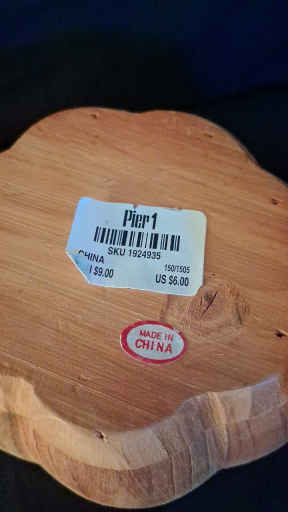 Pier 1
SKU 1924935
CHINA 150/1505
$9.00 US $6.00
MADE IN
CHINA